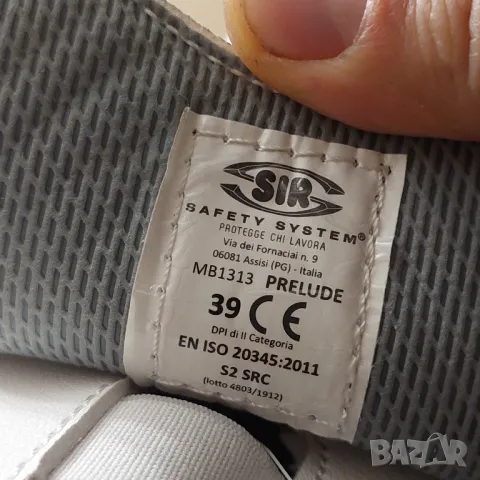 SIR
SAFETY SYSTEM®
PROTEGGE CHI LAVORA
Via dei Fornaciai n. 9
06081 Assisi (PG) - Italia
MB1313 PRELUDE
39 CE
DPI di II Categoria
EN ISO 20345:2011
S2 SRC
(lotto 4803/1912)
BAZAR